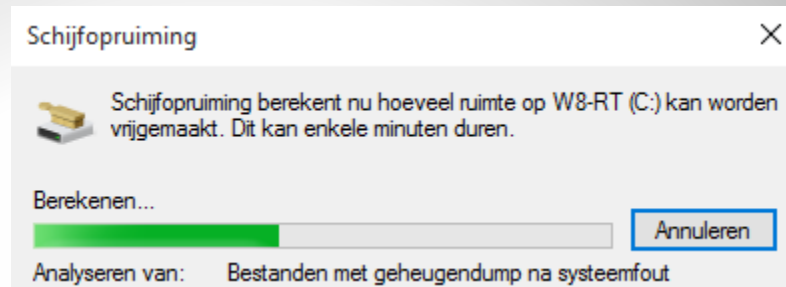 Schijfopruiming
Schijfopruiming berekent nu hoeveel ruimte op W8-RT (C:) kan worden
vrijgemaakt. Dit kan enkele minuten duren.
Berekenen...
Annuleren
Analyseren van: Bestanden met geheugendump na systeemfout